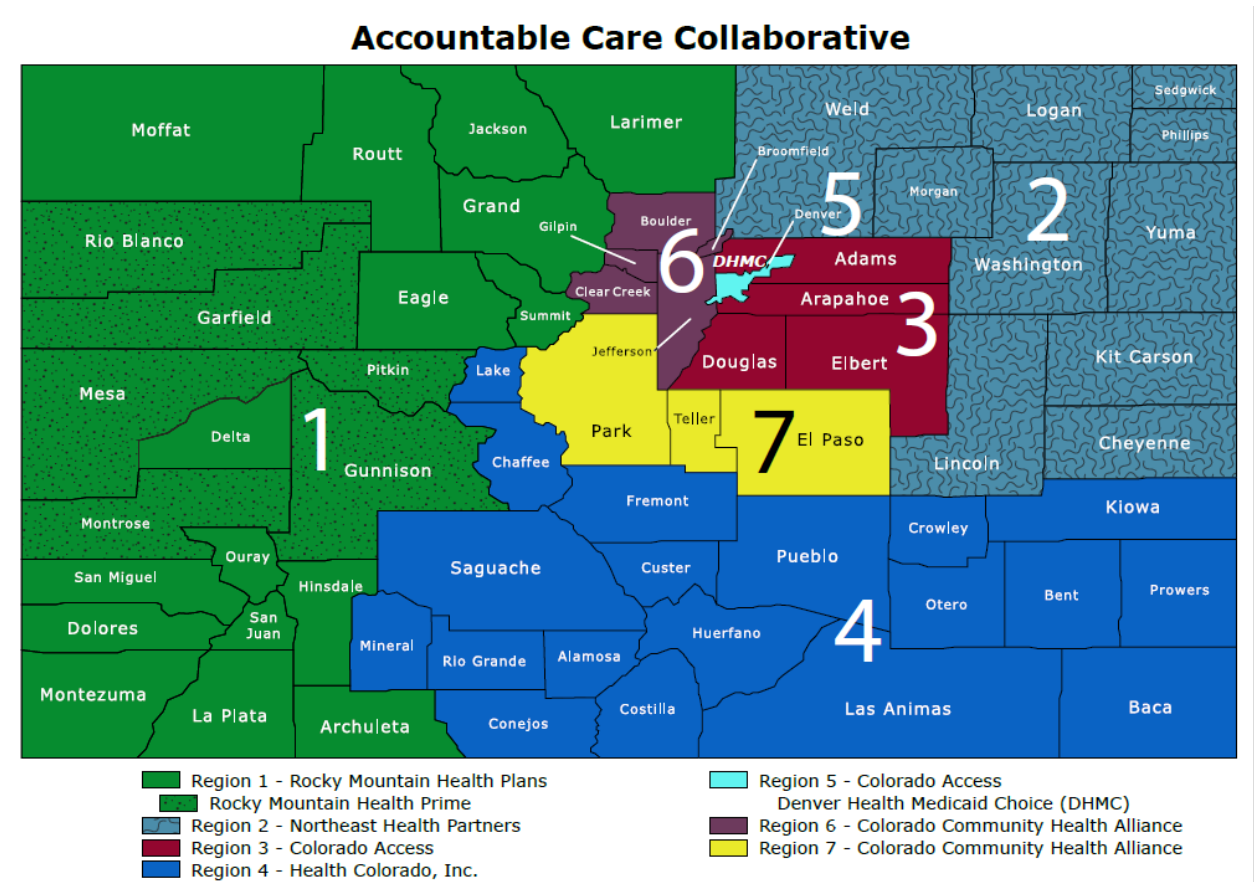 Accountable Care Collaborative
Moffat
Routt
Jackson
Larimer
Weld
Logan
Sedgwick
Phillips
Broomfield
Morgan
5
2
Denver
Grand
Gilpin
Boulder
Yuma
Rio Blanco
6
DHMC
Adams
Washington
Eagle
Clear Creek
Arapahoe
Garfield
Summit
3
Jefferson
Douglas
Elbert
Kit Carson
Pitkin
Lake
Mesa
Delta
1
Park
Teller
7
El Paso
Cheyenne
Gunnison
Chaffee
Lincoln
Fremont
Kiowa
Montrose
Crowley
Ouray
Pueblo
San Miguel
Hinsdale
Saguache
Custer
Bent
Prowers
Otero
San
Juan
Dolores
Mineral
Huerfano
4
Rio Grande
Alamosa
Montezuma
La Plata
Archuleta
Conejos
Costilla
Las Animas
Baca
Region 1 - Rocky Mountain Health Plans
Rocky Mountain Health Prime
Region 2 - Northeast Health Partners
Region 3 - Colorado Access
Region 4 - Health Colorado, Inc.
Region 5 - Colorado Access
Denver Health Medicaid Choice (DHMC)
Region 6 - Colorado Community Health Alliance
Region 7 - Colorado Community Health Alliance